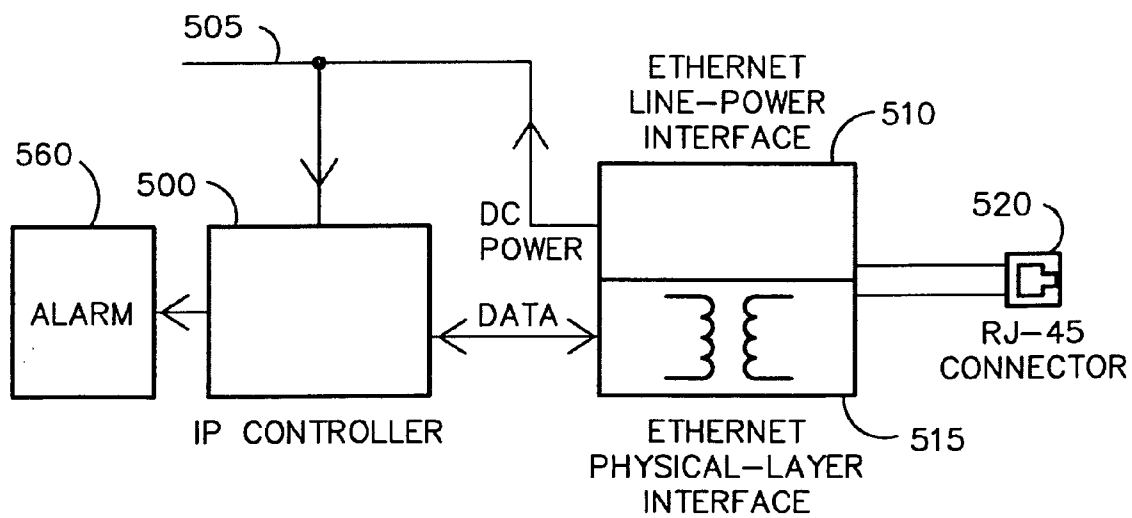 505
ETHERNET
LINE-POWER
INTERFACE
510
560
500
DC
POWER
520
ALARM
DATA
RJ-45
CONNECTOR
IP CONTROLLER
ETHERNET
PHYSICAL-LAYER
INTERFACE
515